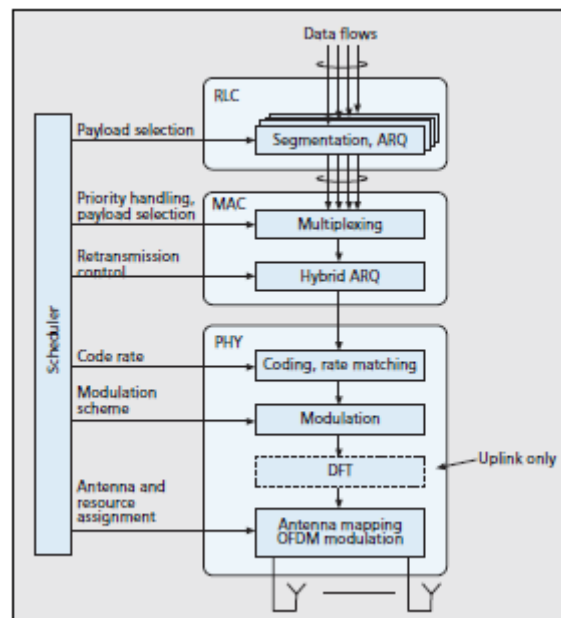 Data flows
RLC
Payload selection
Segmentation, ARQ
Priority handling,
payload selection
MAC
Multiplexing
Retransmission
control
Hybrid ARQ
Scheduler
PHY
Code rate
Coding, rate matching
Modulation
scheme
Modulation
Uplink only
DFT
Antenna and
resource
assignment
Antenna mapping
OFDM modulation